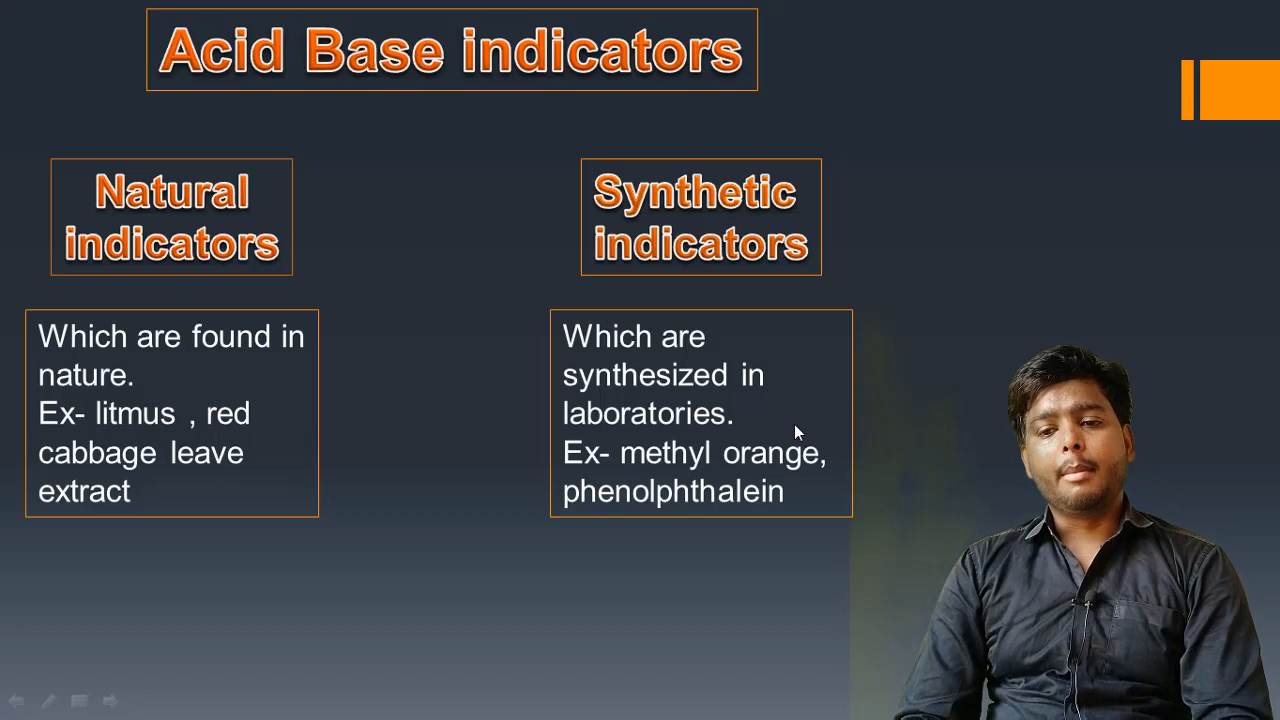 Acid Base indicators
Natural
indicators
Which are found in
nature.
Ex- litmus , red
cabbage leave
extract
Synthetic
indicators
Which are
synthesized in
laboratories.
Ex- methyl orange,
phenolphthalein